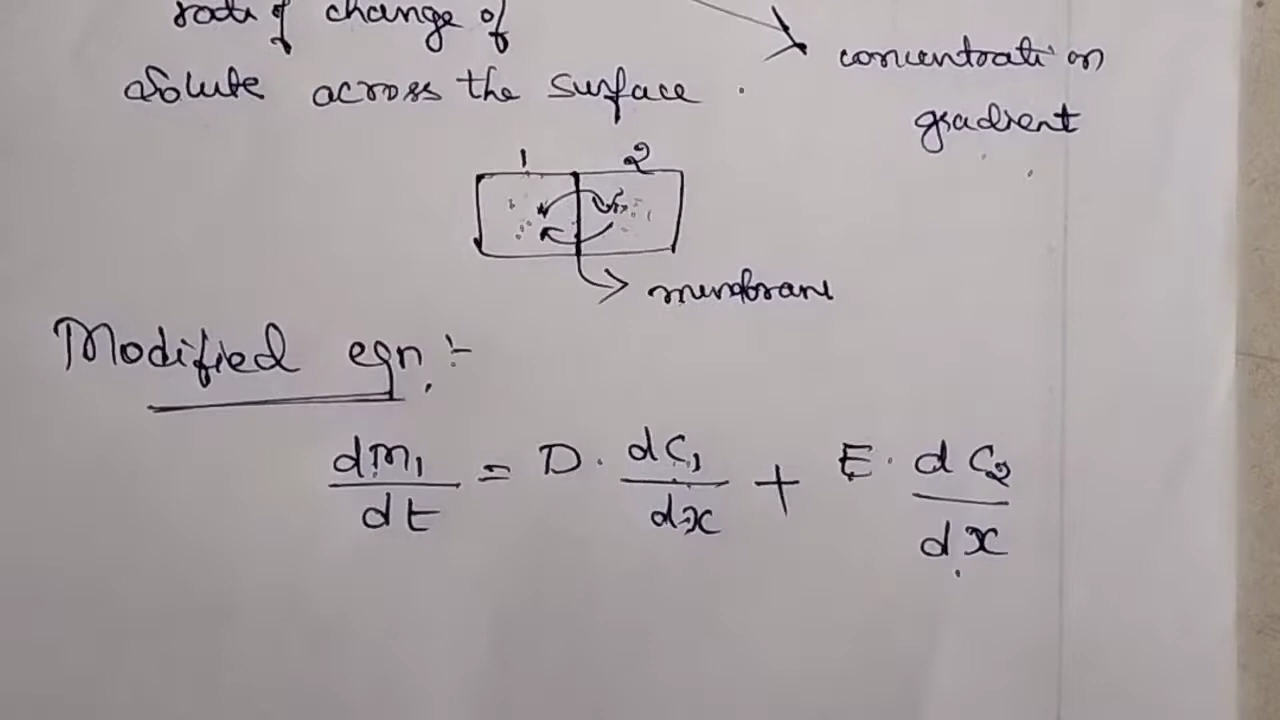 rate of change of
solute across the surface.
concentration
gradient
1 2
membrane
Modified eqn :-
dm₁/dt = D. dC₁/dx + E. dC₂/dx